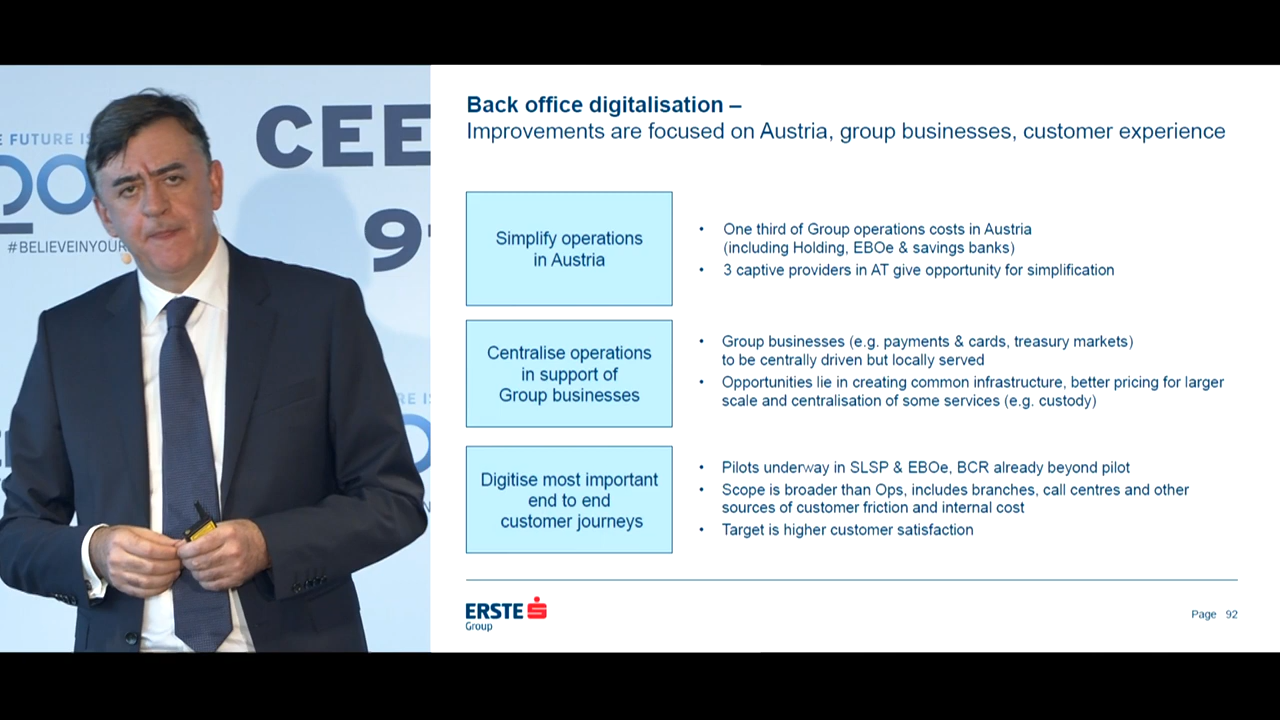 E FUTURE IS
200
#BELIEVEINYOUR
CEE
9
Back office digitalisation –
Improvements are focused on Austria, group businesses, customer experience
Simplify operations
in Austria
• One third of Group operations costs in Austria
(including Holding, EBOe & savings banks)
• 3 captive providers in AT give opportunity for simplification
Centralise operations
in support of
Group businesses
• Group businesses (e.g. payments & cards, treasury markets)
to be centrally driven but locally served
• Opportunities lie in creating common infrastructure, better pricing for larger
scale and centralisation of some services (e.g. custody)
Digitise most important
end to end
customer journeys
• Pilots underway in SLSP & EBOe, BCR already beyond pilot
• Scope is broader than Ops, includes branches, call centres and other
sources of customer friction and internal cost
• Target is higher customer satisfaction
ERSTE
Group
Page 92